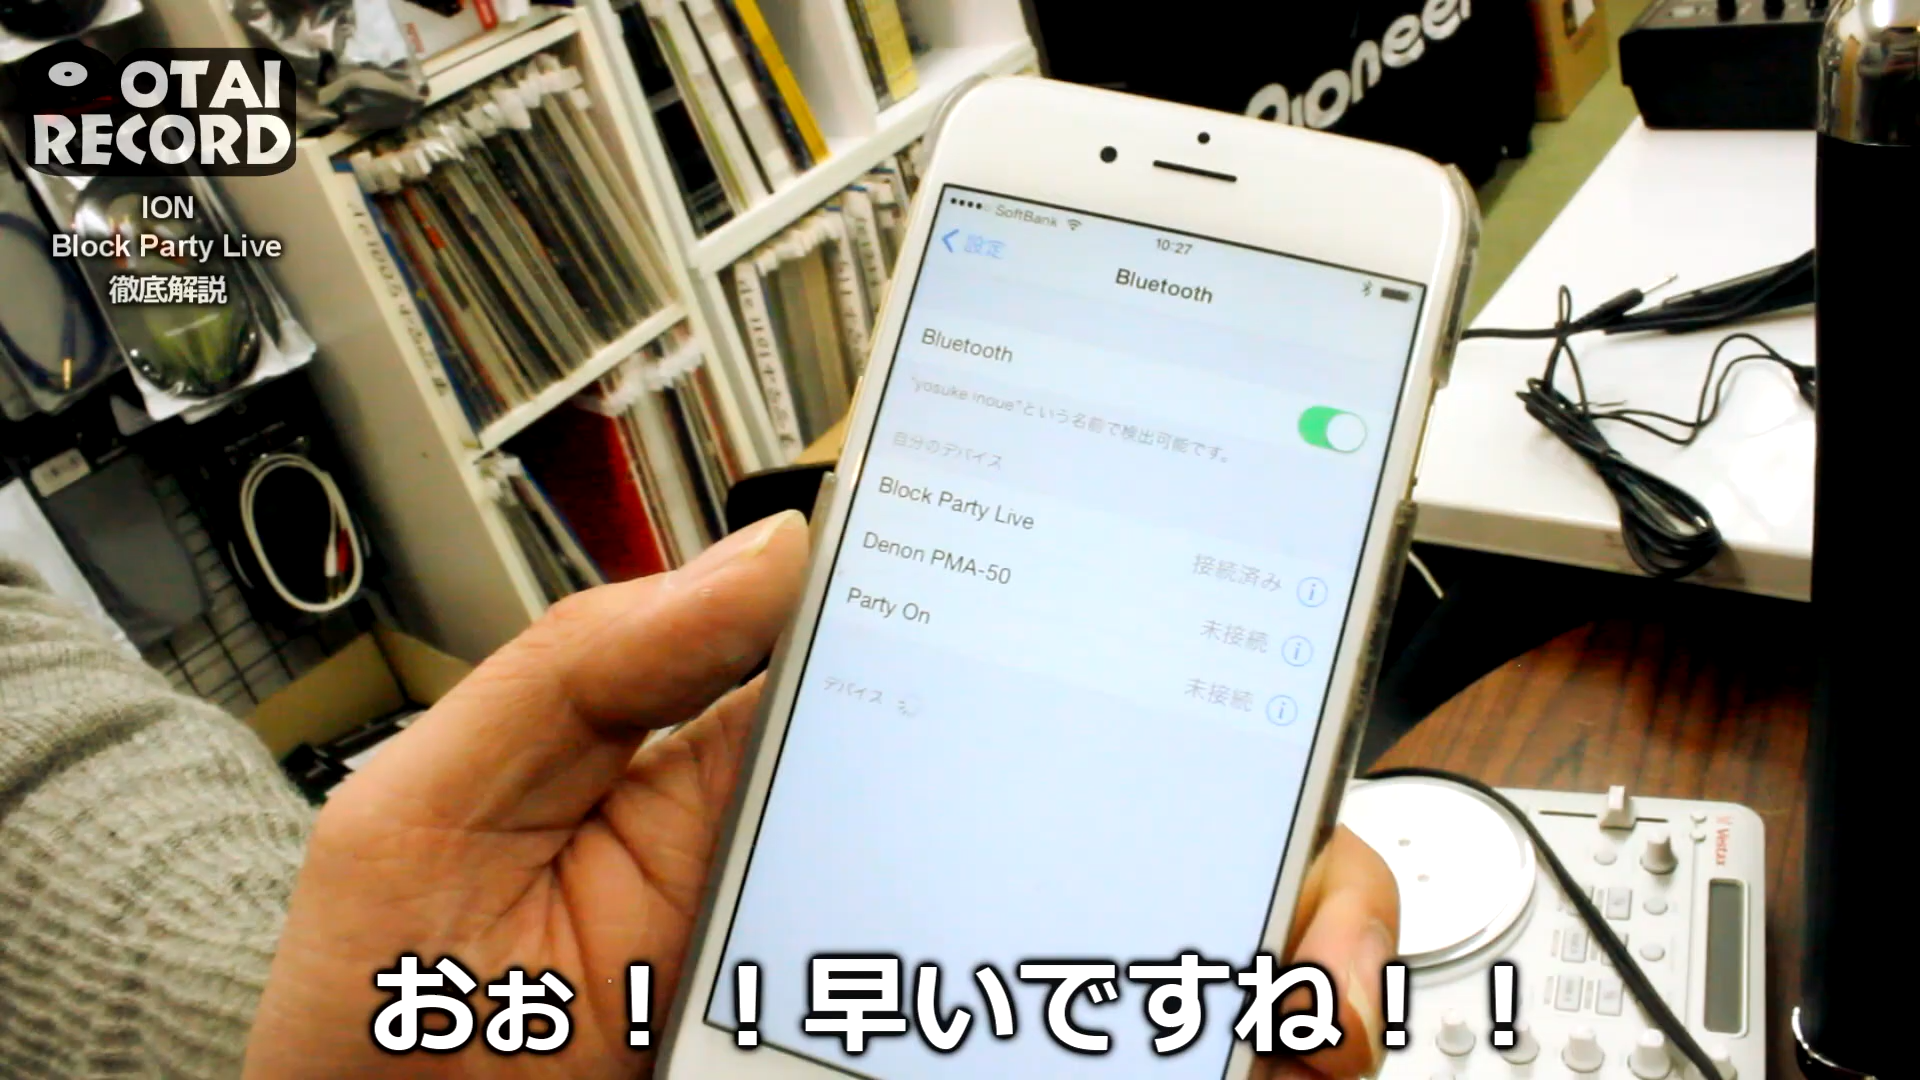 OTAI
RECORD
ION
Block Party Live
徹底解説
Pioneer
SoftBank
10:27
設定
Bluetooth
Bluetooth
"yosuke inoue"という名前で検出可能です。
自分のデバイス
Block Party Live
接続済み
Denon PMA-50
未接続
Party On
未接続
デバイス
Vestax
おぉ！！早いですね！！